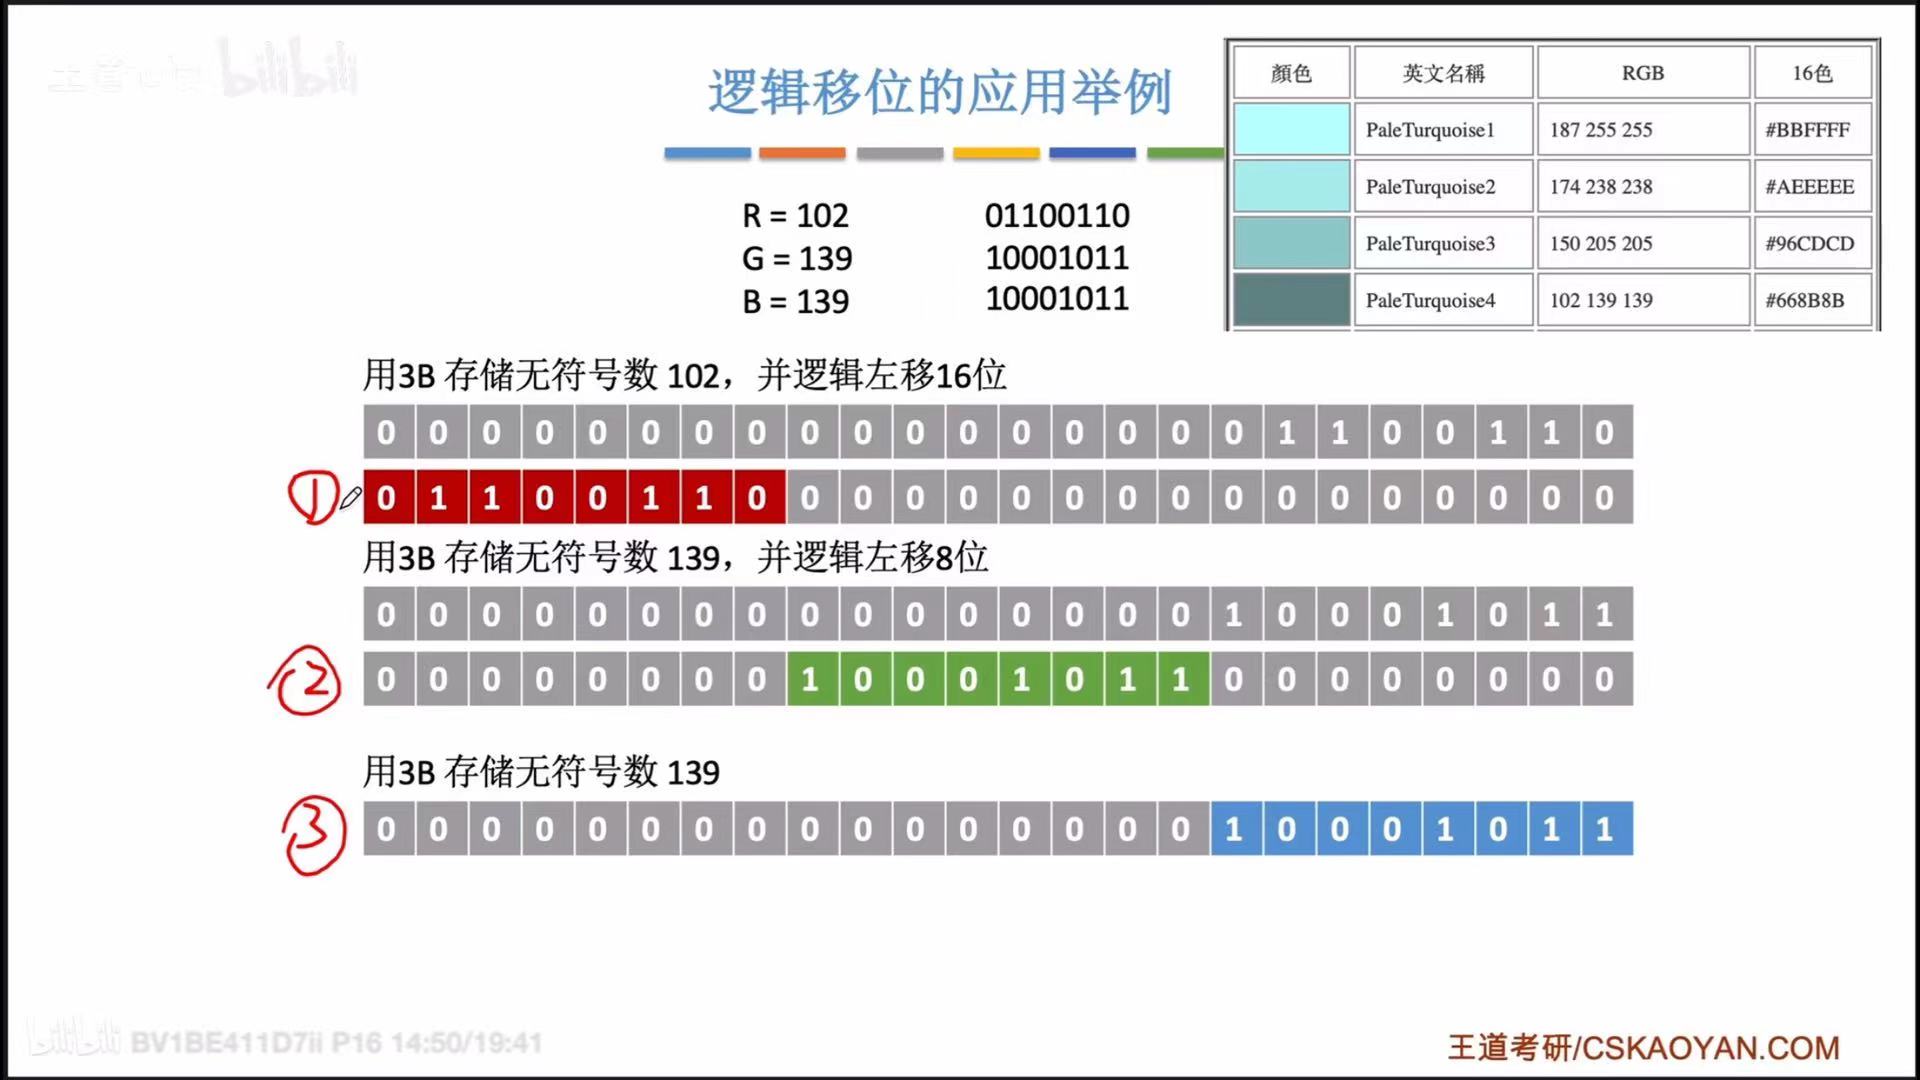 bilibili
逻辑移位的应用举例
顏色 英文名稱 RGB 16色
PaleTurquoise1 187 255 255 #BBFFFF
PaleTurquoise2 174 238 238 #AEEEEE
PaleTurquoise3 150 205 205 #96CDCD
PaleTurquoise4 102 139 139 #668B8B
R = 102 01100110
G = 139 10001011
B = 139 10001011
用3B 存储无符号数 102，并逻辑左移16位
0 0 0 0 0 0 0 0 0 0 0 0 0 0 0 0 0 1 1 0 0 1 1 0
① 0 1 1 0 0 1 1 0 0 0 0 0 0 0 0 0 0 0 0 0 0 0 0 0
用3B 存储无符号数 139，并逻辑左移8位
0 0 0 0 0 0 0 0 0 0 0 0 0 0 0 0 1 0 0 0 1 0 1 1
② 0 0 0 0 0 0 0 0 1 0 0 0 1 0 1 1 0 0 0 0 0 0 0 0
用3B 存储无符号数 139
③ 0 0 0 0 0 0 0 0 0 0 0 0 0 0 0 0 1 0 0 0 1 0 1 1
bilibili BV1BE411D7ii P16 14:50/19:41
王道考研/CSKAOYAN.COM